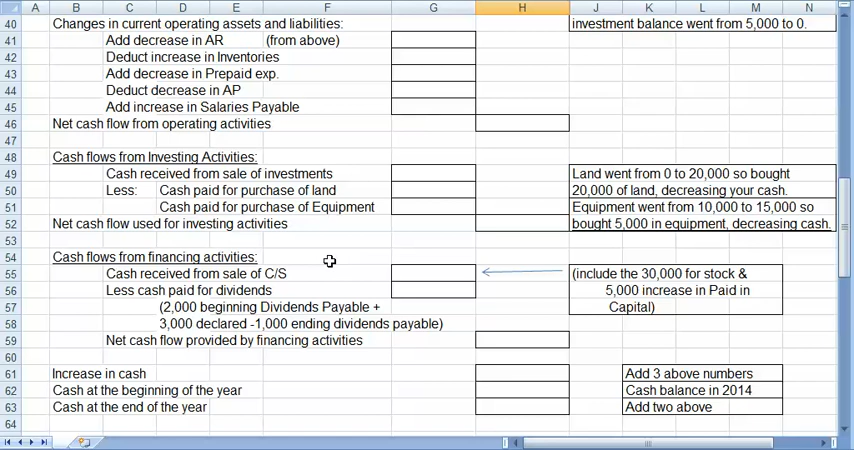 A B C D E F G H J K L M N
40 Changes in current operating assets and liabilities: investment balance went from 5,000 to 0.
41 Add decrease in AR (from above)
42 Deduct increase in Inventories
43 Add decrease in Prepaid exp.
44 Deduct decrease in AP
45 Add increase in Salaries Payable
46 Net cash flow from operating activities
47
48 Cash flows from Investing Activities:
49 Cash received from sale of investments Land went from 0 to 20,000 so bought
50 Less: Cash paid for purchase of land 20,000 of land, decreasing your cash.
51 Cash paid for purchase of Equipment Equipment went from 10,000 to 15,000 so
52 Net cash flow used for investing activities bought 5,000 in equipment, decreasing cash.
53
54 Cash flows from financing activities:
55 Cash received from sale of C/S (include the 30,000 for stock &
56 Less cash paid for dividends 5,000 increase in Paid in
57 (2,000 beginning Dividends Payable + Capital)
58 3,000 declared -1,000 ending dividends payable)
59 Net cash flow provided by financing activities
60
61 Increase in cash Add 3 above numbers
62 Cash at the beginning of the year Cash balance in 2014
63 Cash at the end of the year Add two above
64